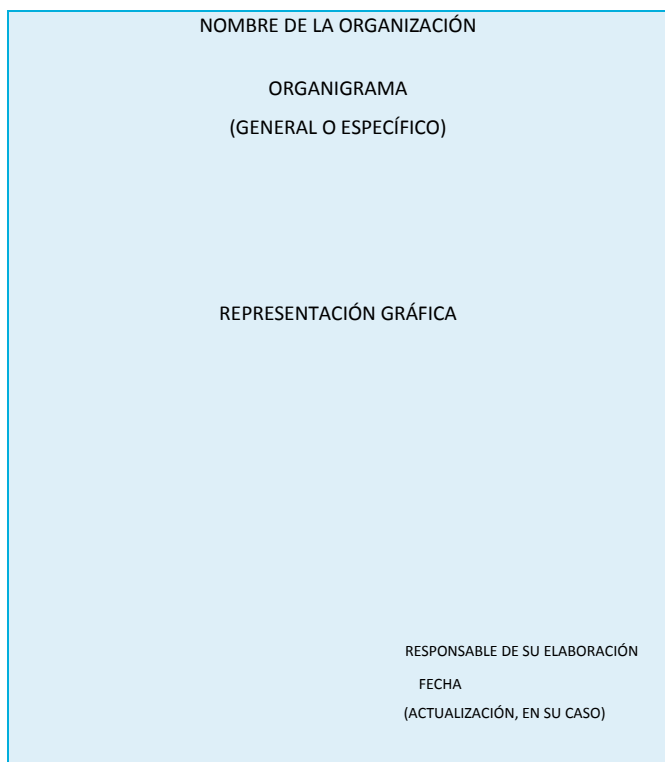 NOMBRE DE LA ORGANIZACIÓN
ORGANIGRAMA
(GENERAL O ESPECÍFICO)
REPRESENTACIÓN GRÁFICA
RESPONSABLE DE SU ELABORACIÓN
FECHA
(ACTUALIZACIÓN, EN SU CASO)